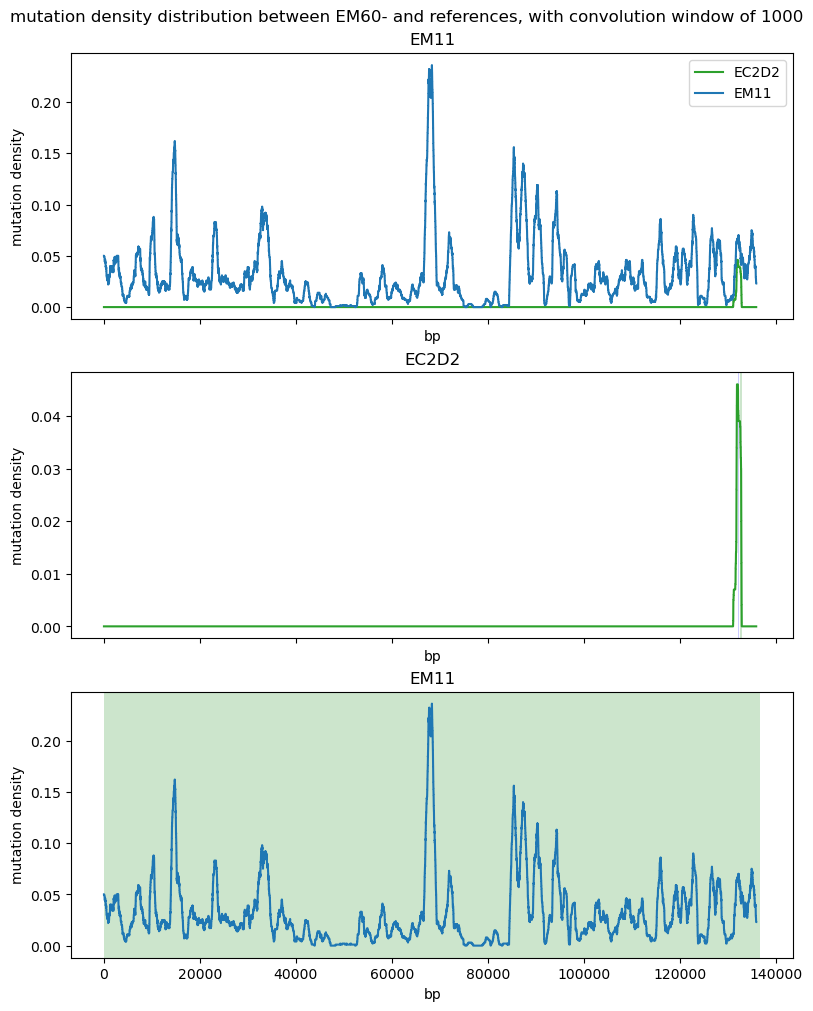 mutation density distribution between EM60- and references, with convolution window of 1000
EM11
EC2D2
EM11
mutation density
0.20
0.15
0.10
0.05
0.00
bp
EC2D2
mutation density
0.04
0.03
0.02
0.01
0.00
bp
EM11
mutation density
0.20
0.15
0.10
0.05
0.00
0 20000 40000 60000 80000 100000 120000 140000
bp